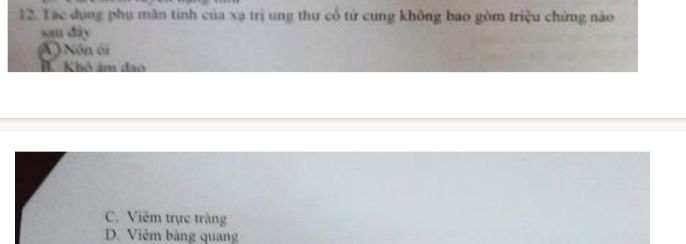 12. Tác dụng phụ mãn tính của xạ trị ung thư cổ tử cung không bao gồm triệu chứng nào
sau đây
A. Nôn ói
B. Khô âm đạo
C. Viêm trực tràng
D. Viêm bàng quang